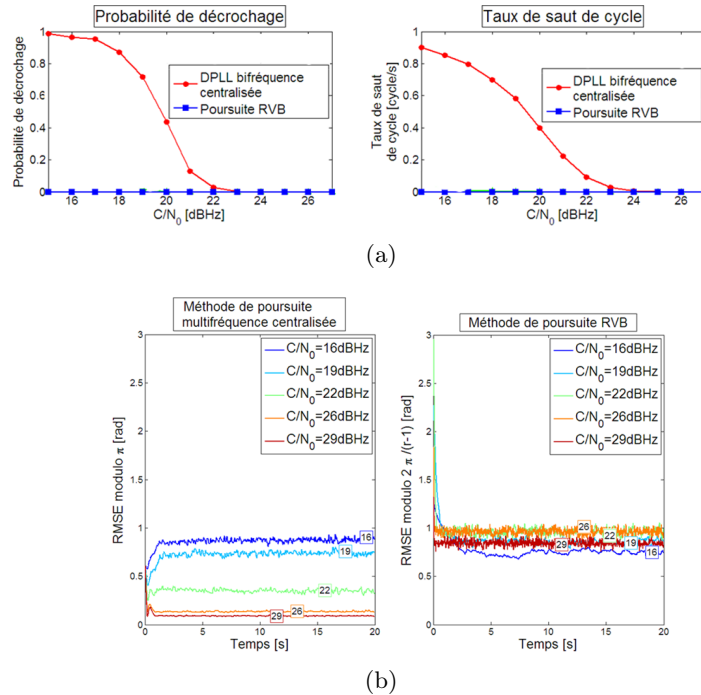 Probabilité de décrochage
Probabilité de décrochage
1
0.8
0.6
0.4
0.2
0
DPLL bifréquence
centralisée
Poursuite RVB
16 18 20 22 24 26
C/N0 [dBHz]
Taux de saut de cycle
Taux de saut
de cycle [cycle/s]
1
0.8
0.6
0.4
0.2
0
DPLL bifréquence
centralisée
Poursuite RVB
16 18 20 22 24 26
C/N0 [dBHz]
(a)
Méthode de poursuite
multifréquence centralisée
RMSE modulo π [rad]
3
2.5
2
1.5
1
0.5
0
C/N0=16dBHz
C/N0=19dBHz
C/N0=22dBHz
C/N0=26dBHz
C/N0=29dBHz
16
19
22
26
29
0 5 10 15 20
Temps [s]
Méthode de poursuite RVB
RMSE modulo 2 π /(r-1) [rad]
3
2.5
2
1.5
1
0.5
0
C/N0=16dBHz
C/N0=19dBHz
C/N0=22dBHz
C/N0=26dBHz
C/N0=29dBHz
26
22
29
19
16
0 5 10 15 20
Temps [s]
(b)